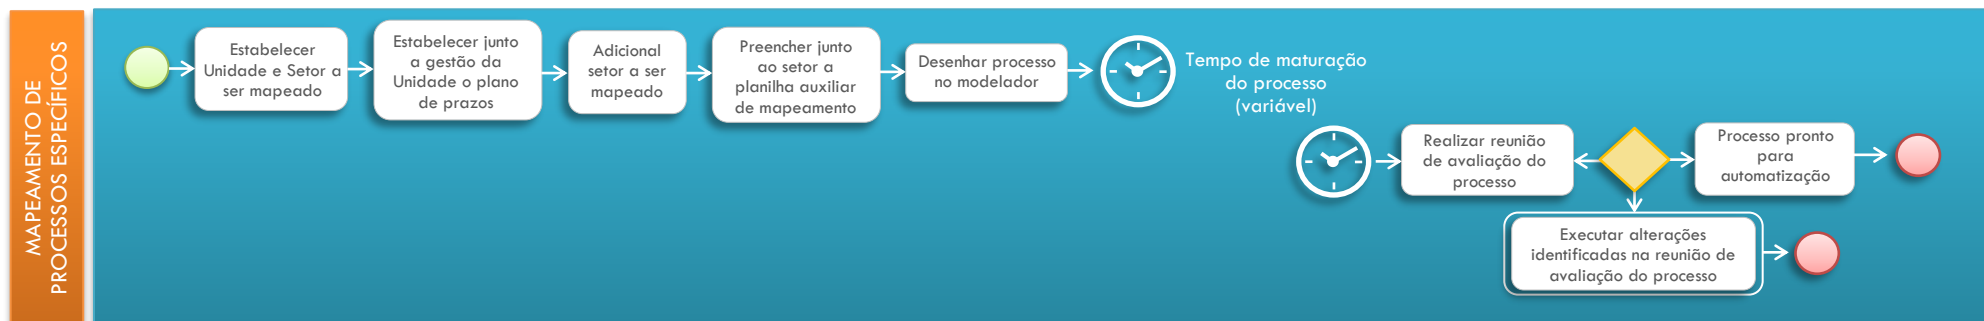 MAPEAMENTO DE
PROCESSOS ESPECÍFICOS
Estabelecer
Unidade e Setor a
ser mapeado
Estabelecer junto
a gestão da
Unidade o plano
de prazos
Adicional
setor a ser
mapeado
Preencher junto
ao setor a
planilha auxiliar
de mapeamento
Desenhar processo
no modelador
Tempo de maturação
do processo
(variável)
Realizar reunião
de avaliação do
processo
Processo pronto
para
automatização
Executar alterações
identificadas na reunião de
avaliação do processo